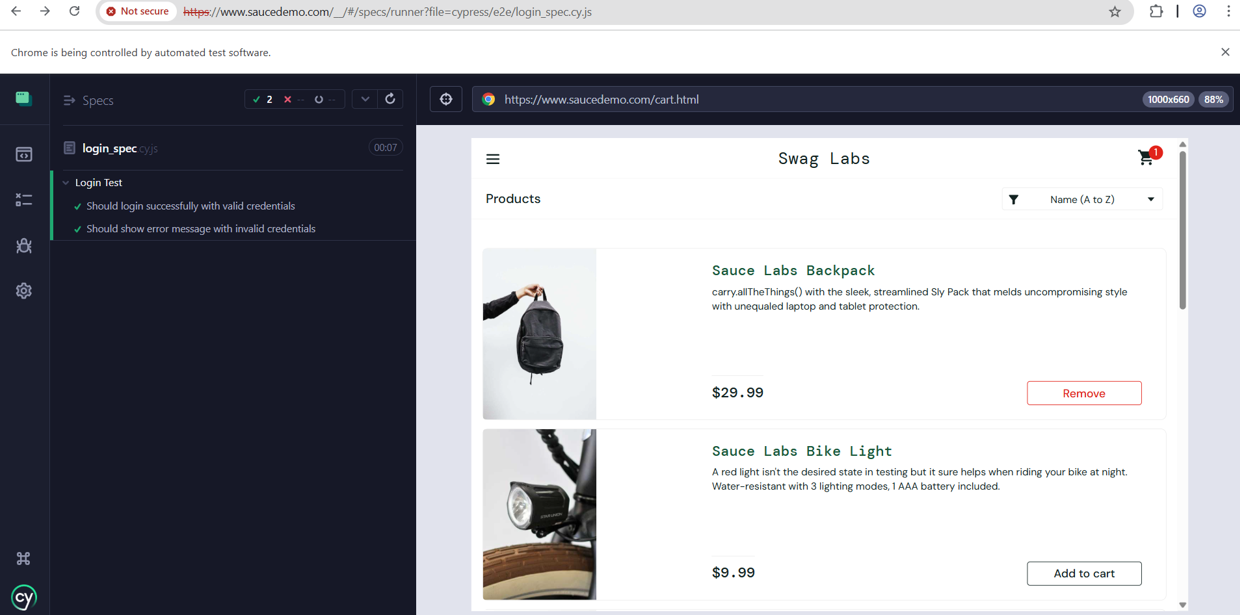 Not secure https://www.saucedemo.com/__/#/specs/runner?file=cypress/e2e/login_spec.cy.js
Chrome is being controlled by automated test software.
Specs
2 -- --
https://www.saucedemo.com/cart.html
1000x660 88%
login_spec cy.js
00:07
Login Test
Should login successfully with valid credentials
Should show error message with invalid credentials
Swag Labs
1
Products
Name (A to Z)
Sauce Labs Backpack
carry.allTheThings() with the sleek, streamlined Sly Pack that melds uncompromising style
with unequaled laptop and tablet protection.
$29.99
Remove
Sauce Labs Bike Light
A red light isn't the desired state in testing but it sure helps when riding your bike at night.
Water-resistant with 3 lighting modes, 1 AAA battery included.
$9.99
Add to cart
cy